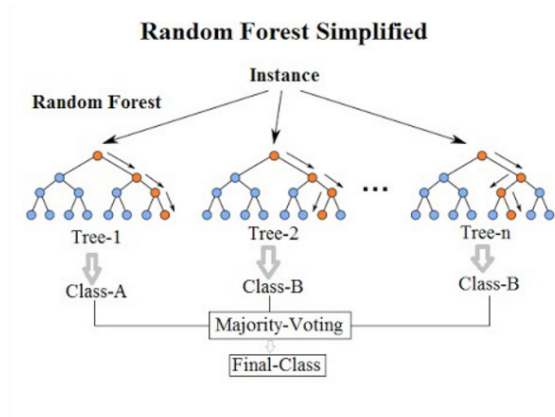 Random Forest Simplified
Instance
Random Forest
...
Tree-1 Tree-2 Tree-n
Class-A Class-B Class-B
Majority-Voting
Final-Class